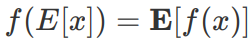 f(E[x]) = 𝐄[f(x)]